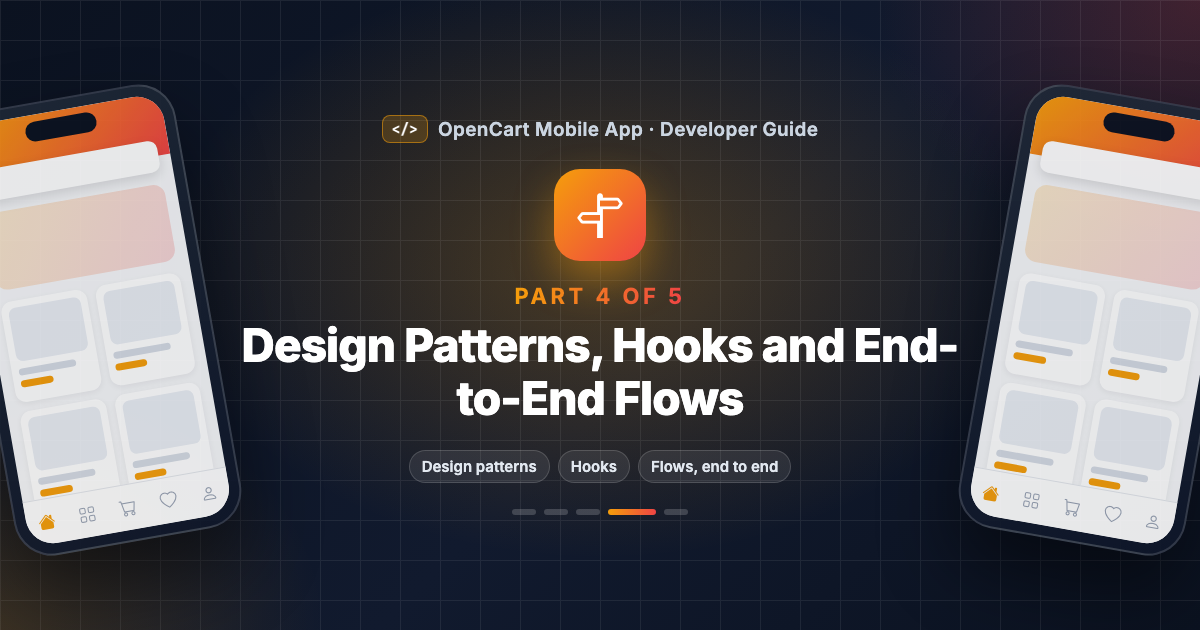 </> OpenCart Mobile App · Developer Guide
PART 4 OF 5
Design Patterns, Hooks and End-
to-End Flows
Design patterns Hooks Flows, end to end